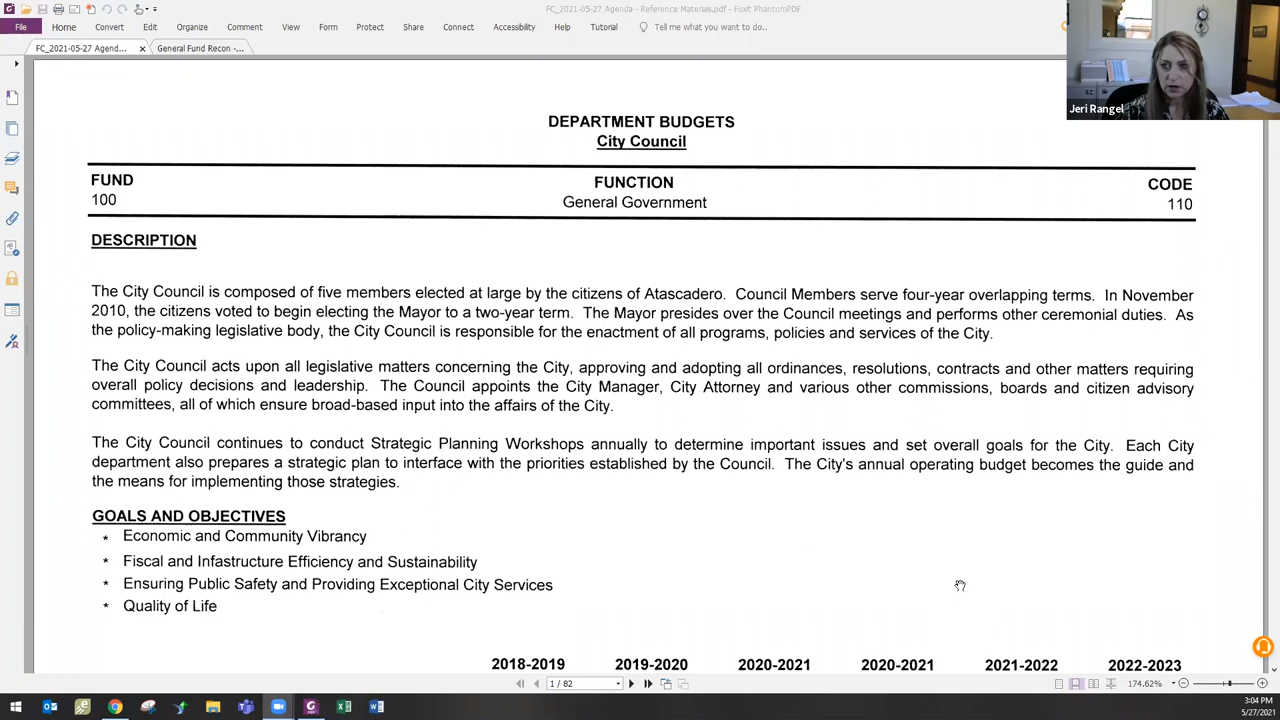 FC_2021-05-27 Agenda - Reference Materials.pdf - Foxit PhantomPDF
File Home Convert Edit Organize Comment View Form Protect Share Connect Accessibility Help Tutorial Tell me what you want to do..
FC_2021-05-27 Agend... General Fund Recon -...
Jeri Rangel
DEPARTMENT BUDGETS
City Council
FUND FUNCTION CODE
100 General Government 110
DESCRIPTION
The City Council is composed of five members elected at large by the citizens of Atascadero. Council Members serve four-year overlapping terms. In November
2010, the citizens voted to begin electing the Mayor to a two-year term. The Mayor presides over the Council meetings and performs other ceremonial duties. As
the policy-making legislative body, the City Council is responsible for the enactment of all programs, policies and services of the City.
The City Council acts upon all legislative matters concerning the City, approving and adopting all ordinances, resolutions, contracts and other matters requiring
overall policy decisions and leadership. The Council appoints the City Manager, City Attorney and various other commissions, boards and citizen advisory
committees, all of which ensure broad-based input into the affairs of the City.
The City Council continues to conduct Strategic Planning Workshops annually to determine important issues and set overall goals for the City. Each City
department also prepares a strategic plan to interface with the priorities established by the Council. The City's annual operating budget becomes the guide and
the means for implementing those strategies.
GOALS AND OBJECTIVES
* Economic and Community Vibrancy
* Fiscal and Infastructure Efficiency and Sustainability
* Ensuring Public Safety and Providing Exceptional City Services
* Quality of Life
2018-2019 2019-2020 2020-2021 2020-2021 2021-2022 2022-2023
1 / 82 174.62%
3:04 PM
5/27/2021